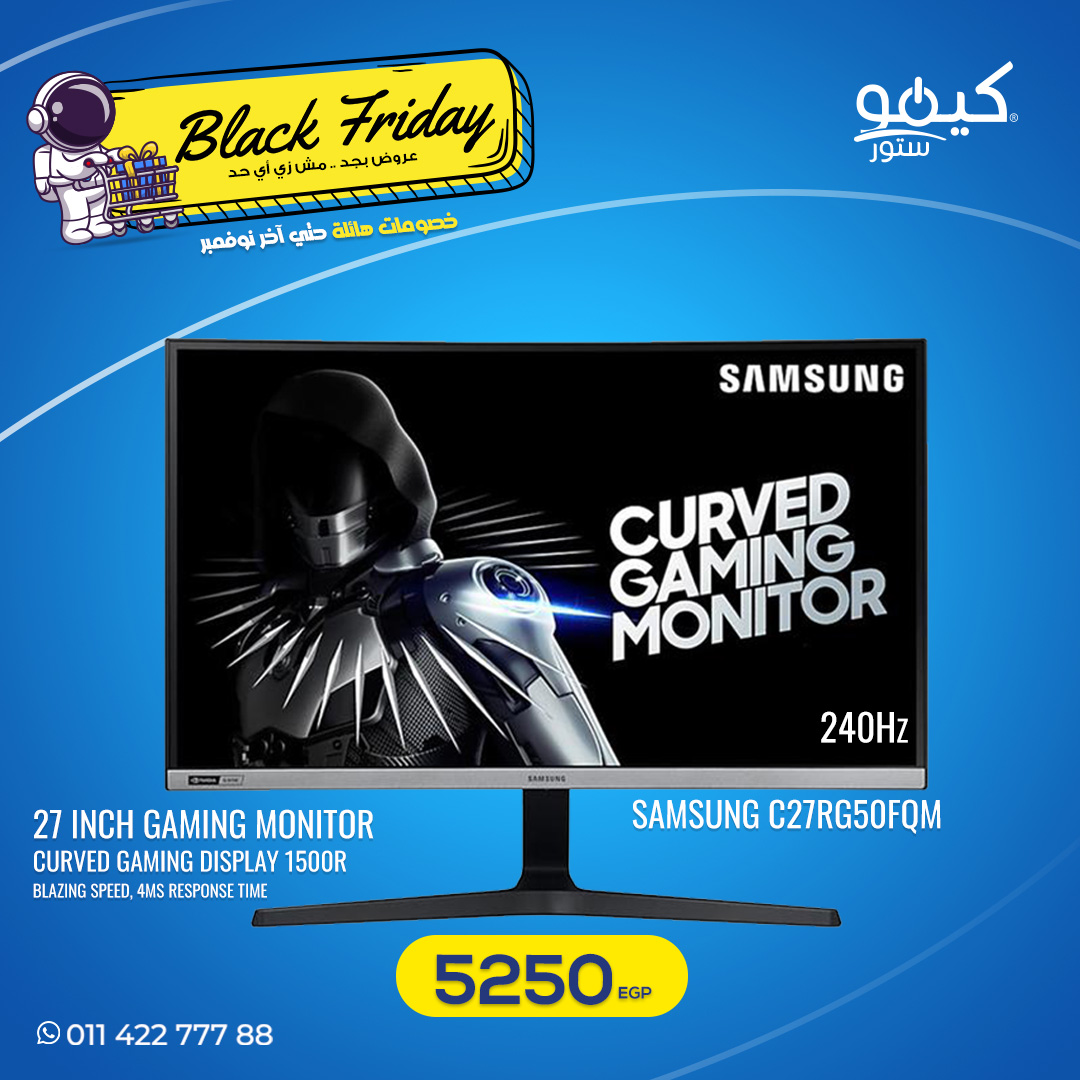 Black Friday
عروض بجد .. مش زي أي حد
خصومات هائلة حتي آخر نوفمبر
كيمو
ستور
®
SAMSUNG
CURVED
GAMING
MONITOR
240Hz
NVIDIA
SAMSUNG
27 INCH GAMING MONITOR
CURVED GAMING DISPLAY 1500R
BLAZING SPEED, 4MS RESPONSE TIME
SAMSUNG C27RG50FQM
5250 EGP
011 422 777 88